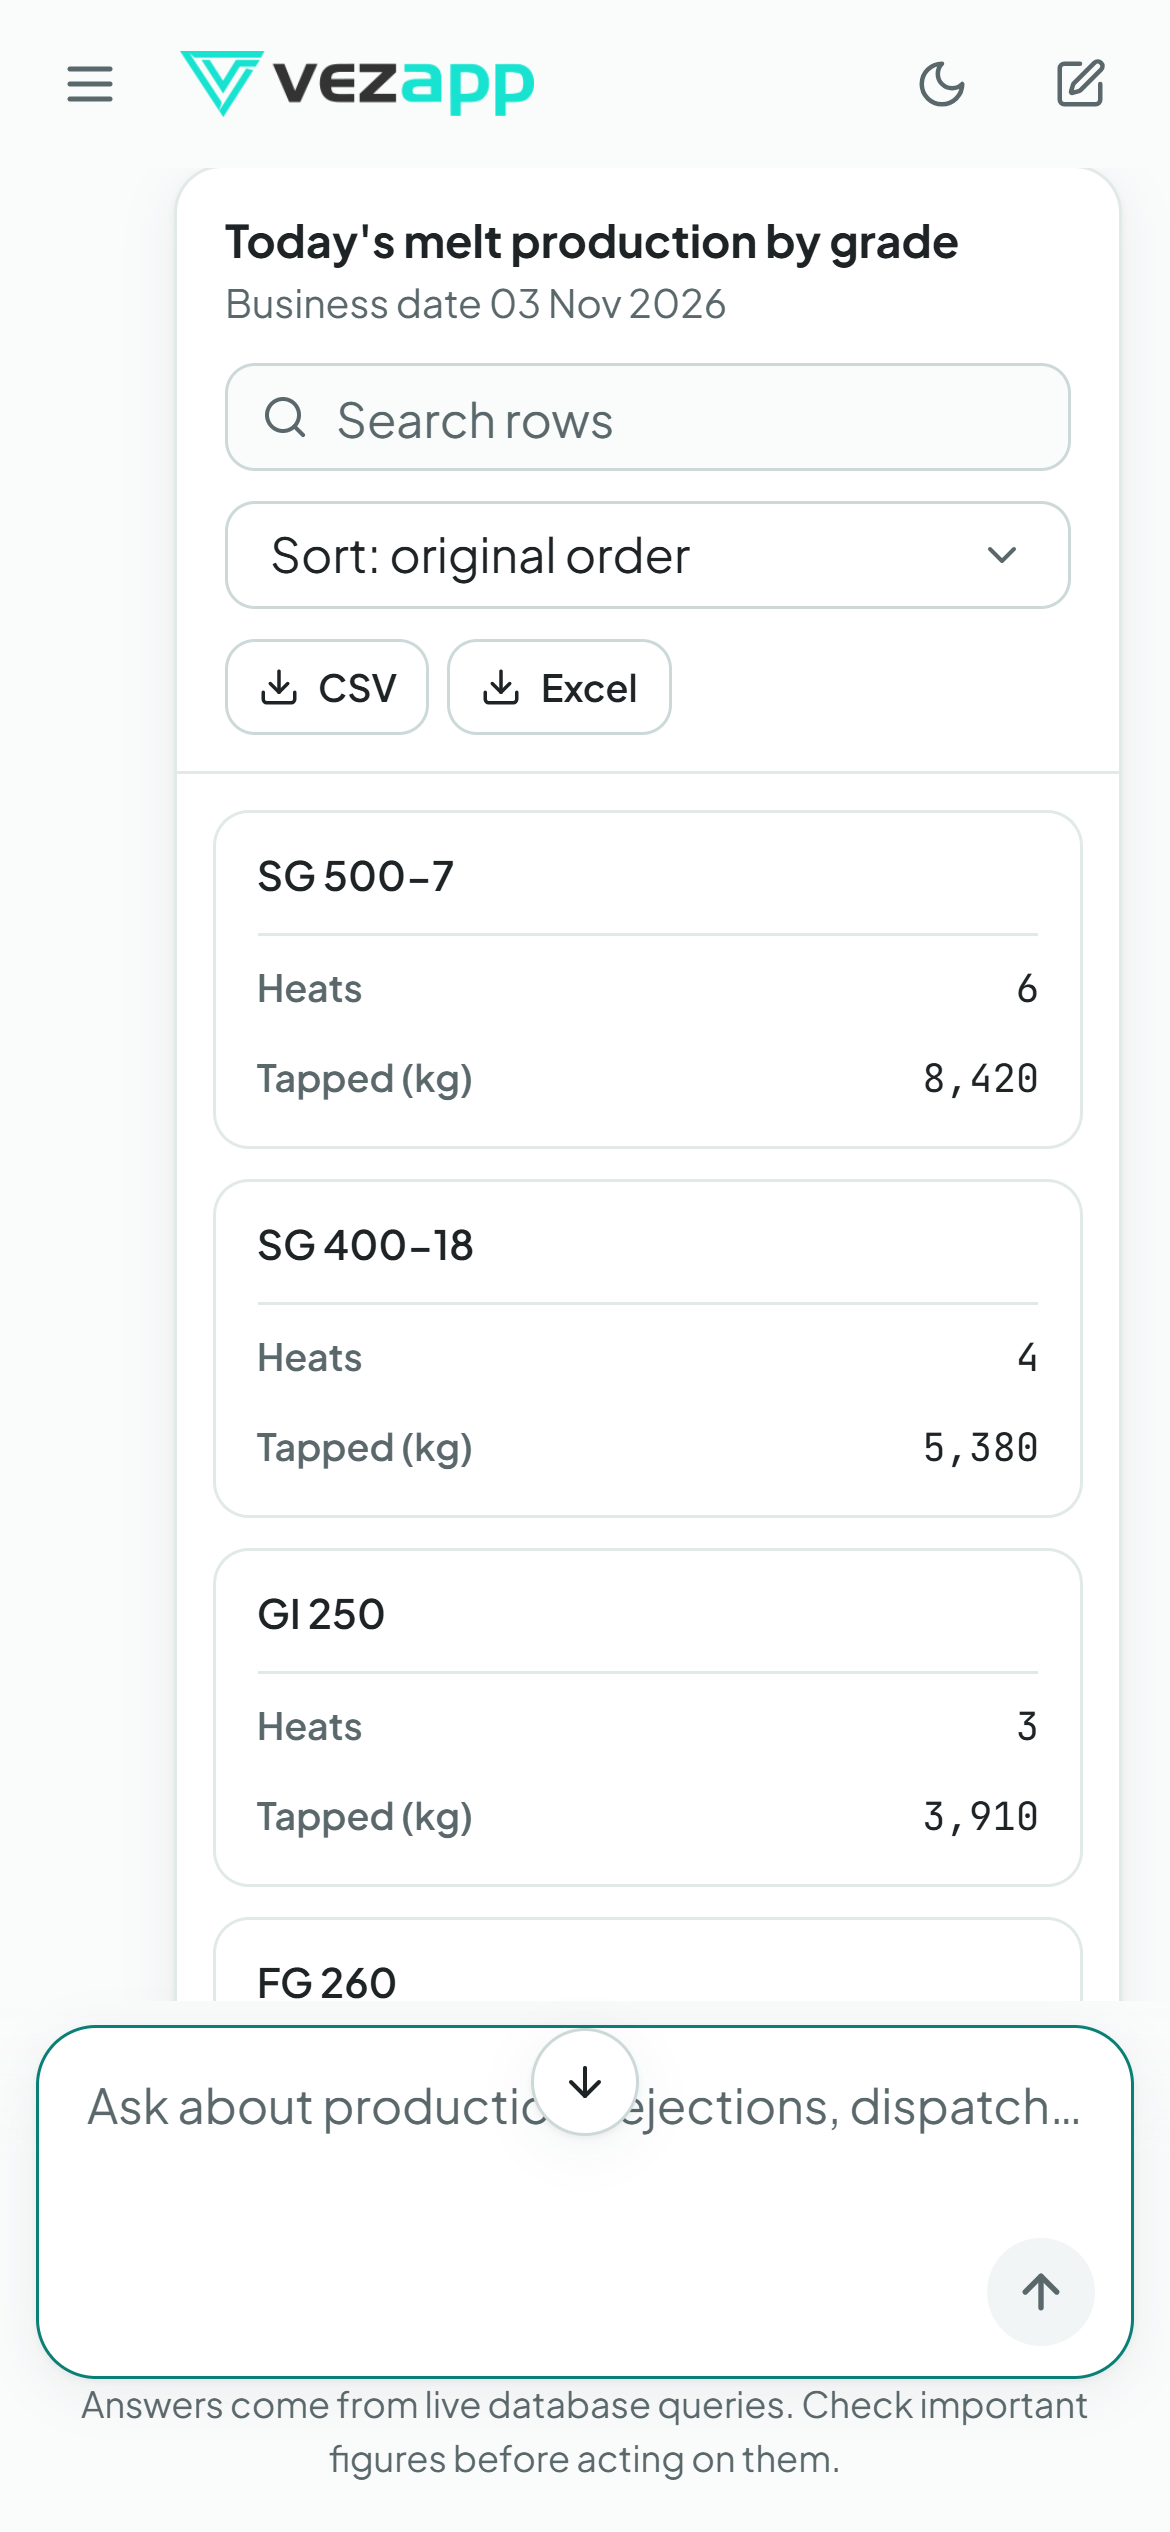 vezapp
Today's melt production by grade
Business date 03 Nov 2026
Search rows
Sort: original order
CSV Excel
SG 500-7
Heats 6
Tapped (kg) 8,420
SG 400-18
Heats 4
Tapped (kg) 5,380
GI 250
Heats 3
Tapped (kg) 3,910
FG 260
Ask about dispatch...
Answers come from live database queries. Check important
figures before acting on them.